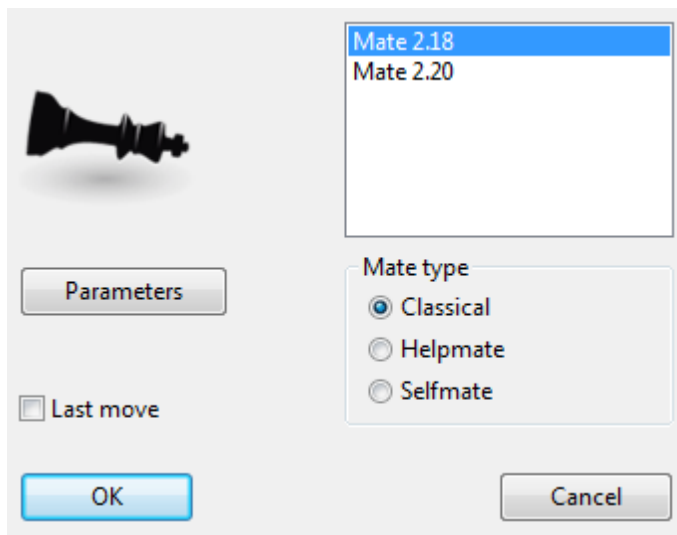 Mate 2.18
Mate 2.20
Parameters
Mate type
Classical
Helpmate
Selfmate
Last move
OK
Cancel